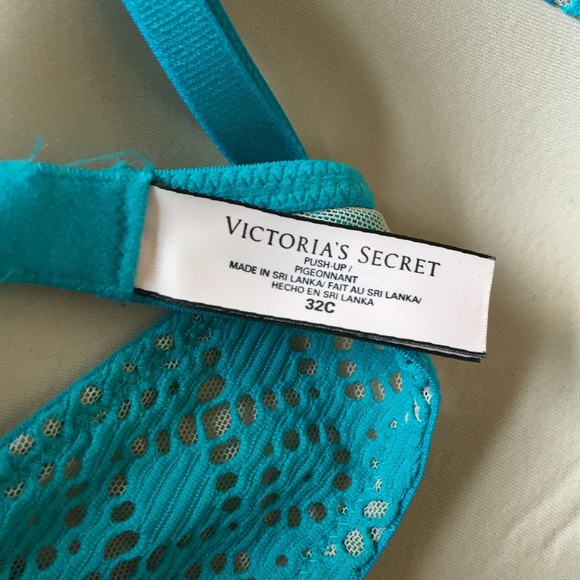 VICTORIA'S SECRET
PUSH-UP /
PIGEONNANT
MADE IN SRI LANKA/ FAIT AU SRI LANKA/
HECHO EN SRI LANKA
32C